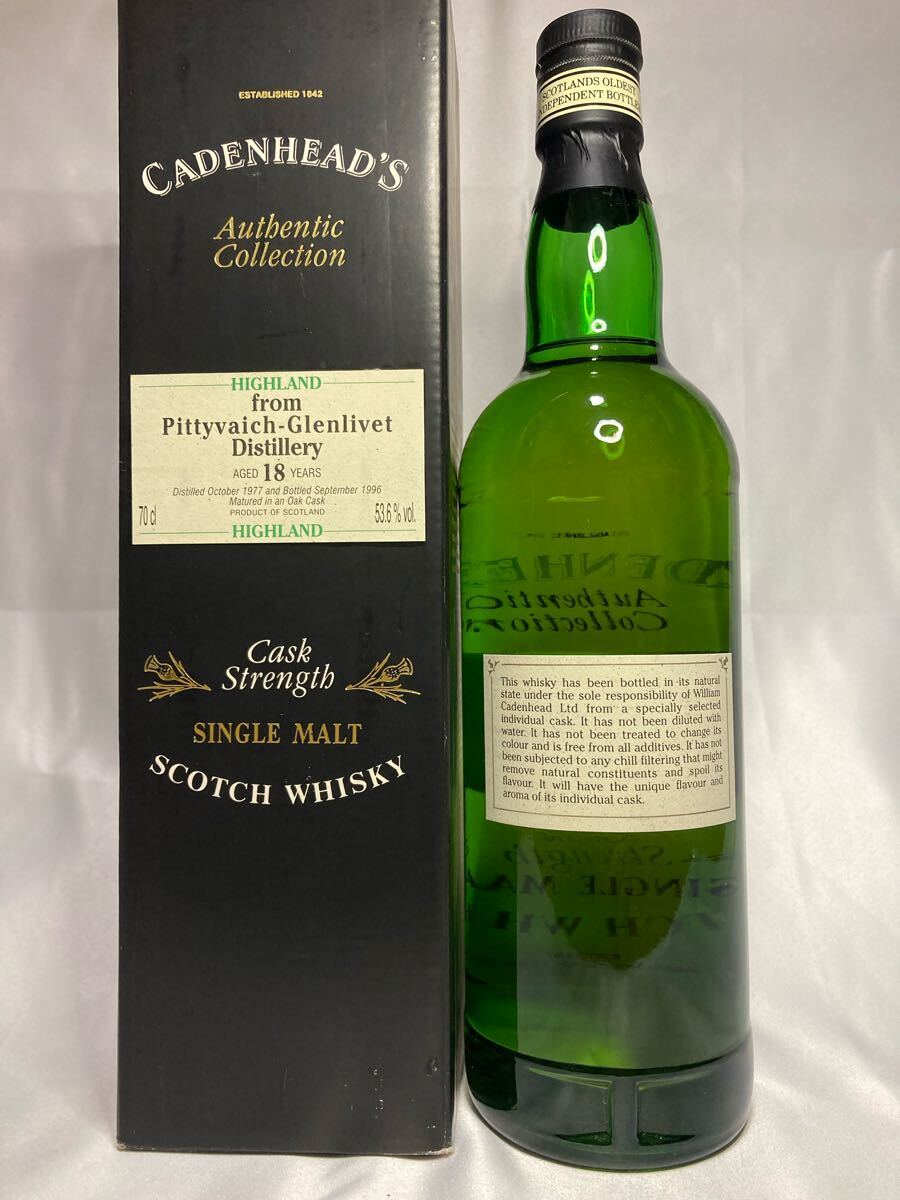 ESTABLISHED 1842
CADENHEAD'S
Authentic
Collection
HIGHLAND
from
Pittyvaich-Glenlivet
Distillery
AGED 18 YEARS
Distilled October 1977 and Bottled September 1996
Matured in an Oak Cask
PRODUCT OF SCOTLAND
70 cl
53.6% vol.
HIGHLAND
Cask
Strength
SINGLE MALT
SCOTCH WHISKY
SCOTLANDS OLDEST
INDEPENDENT BOTTLER
This whisky has been bottled in its natural
state under the sole responsibility of William
Cadenhead Ltd from a specially selected
individual cask. It has not been diluted with
water. It has not been treated to change its
colour and is free from all additives. It has not
been subjected to any chill filtering that might
remove natural constituents and spoil its
flavour. It will have the unique flavour and
aroma of its individual cask.